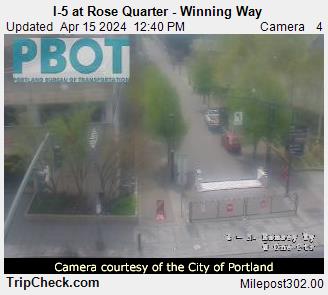 I-5 at Rose Quarter - Winning Way
Updated Apr 15 2024 12:40 PM Camera 4
PBOT
PORTLAND BUREAU OF TRANSPORTATION
Camera courtesy of the City of Portland
TripCheck.com Milepost302.00